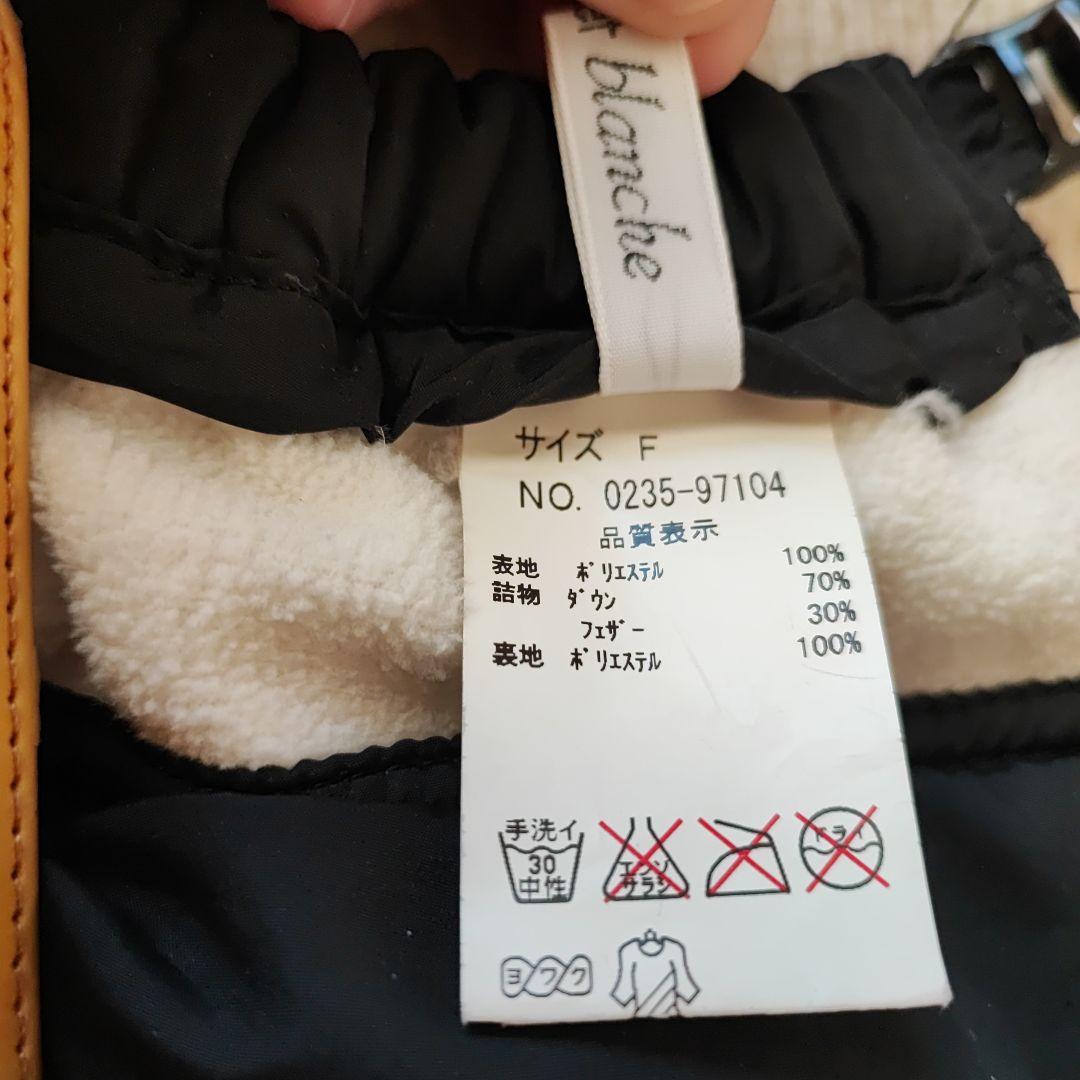 blanche
サイズ F
NO. 0235-97104
品質表示
表地 ﾎﾟﾘｴｽﾃﾙ 100%
詰物 ﾀﾞｳﾝ 70%
ﾌｪｻﾞｰ 30%
裏地 ﾎﾟﾘｴｽﾃﾙ 100%
手洗イ
30
中性
エンソ
サラシ
ドライ
ヨワク